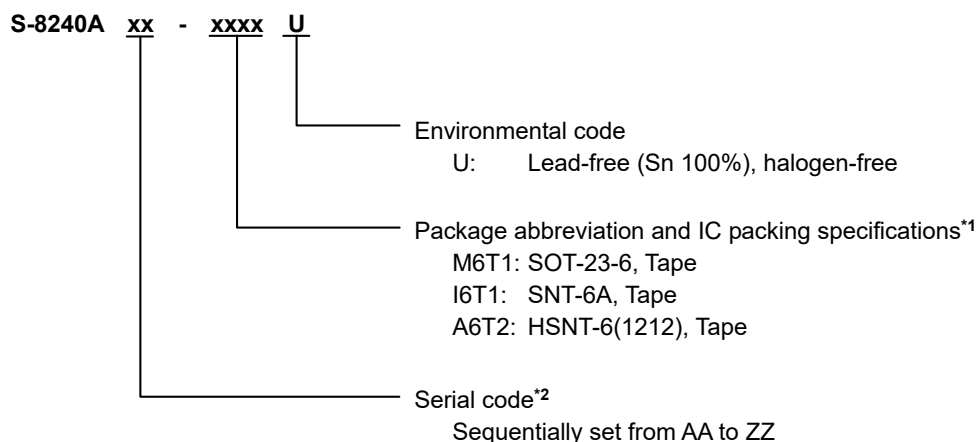 S-8240A xx - xxxx U
Environmental code
U: Lead-free (Sn 100%), halogen-free
Package abbreviation and IC packing specifications*1
M6T1: SOT-23-6, Tape
I6T1: SNT-6A, Tape
A6T2: HSNT-6(1212), Tape
Serial code*2
Sequentially set from AA to ZZ